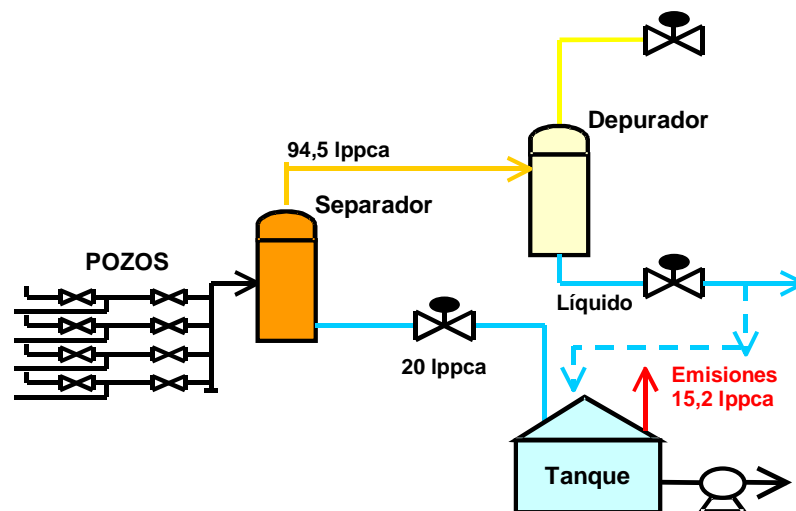 Depurador
94,5 lppca
Separador
POZOS
Líquido
20 lppca
Emisiones
15,2 lppca
Tanque